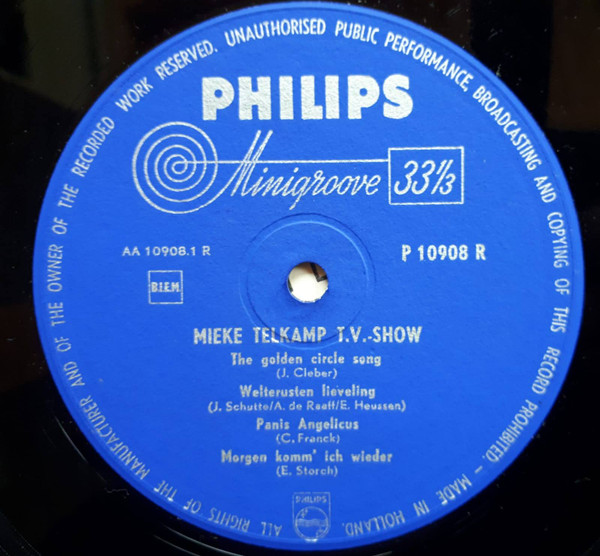 ALL RIGHTS OF THE MANUFACTURER AND OF THE OWNER OF THE RECORDED WORK RESERVED. UNAUTHORISED PUBLIC PERFORMANCE, BROADCASTING AND COPYING OF THIS RECORD PROHIBITED. – MADE IN HOLLAND.
PHILIPS
Minigroove 33⅓
AA 10908.1 R
P 10908 R
B.I.E.M
MIEKE TELKAMP T.V.-SHOW
The golden circle song
(J. Cleber)
Welterusten lieveling
(J. Schutte/A. de Raaff/E. Heussen)
Panis Angelicus
(C. Franck)
Morgen komm' ich wieder
(E. Storch)
PHILIPS